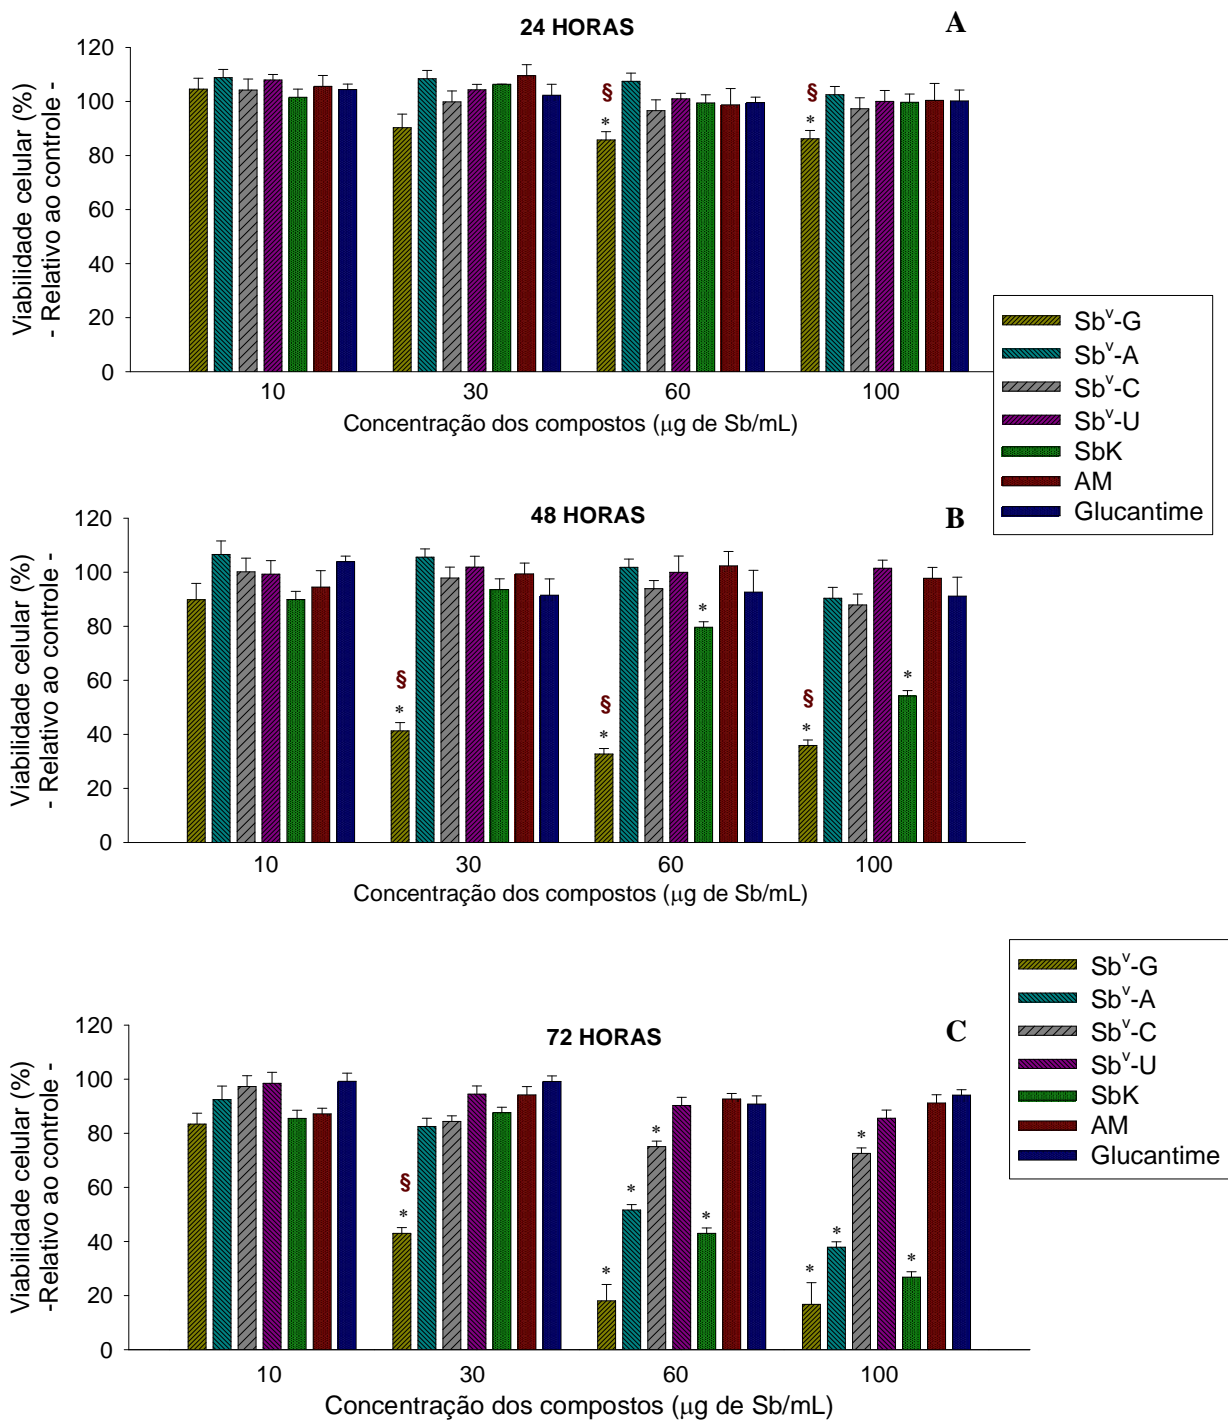 24 HORAS
A
Viabilidade celular (%)
- Relativo ao controle -
120
100
80
60
40
20
0
§
*
§
*
10
30
60
100
Concentração dos compostos (μg de Sb/mL)
Sbᵛ-G
Sbᵛ-A
Sbᵛ-C
Sbᵛ-U
SbK
AM
Glucantime
48 HORAS
B
Viabilidade celular (%)
- Relativo ao controle -
120
100
80
60
40
20
0
§
*
§
*
*
§
*
*
10
30
60
100
Concentração dos compostos (μg de Sb/mL)
Sbᵛ-G
Sbᵛ-A
Sbᵛ-C
Sbᵛ-U
SbK
AM
Glucantime
72 HORAS
C
Viabilidade celular (%)
-Relativo ao controle -
120
100
80
60
40
20
0
§
*
*
*
*
*
*
*
*
*
10
30
60
100
Concentração dos compostos (μg de Sb/mL)